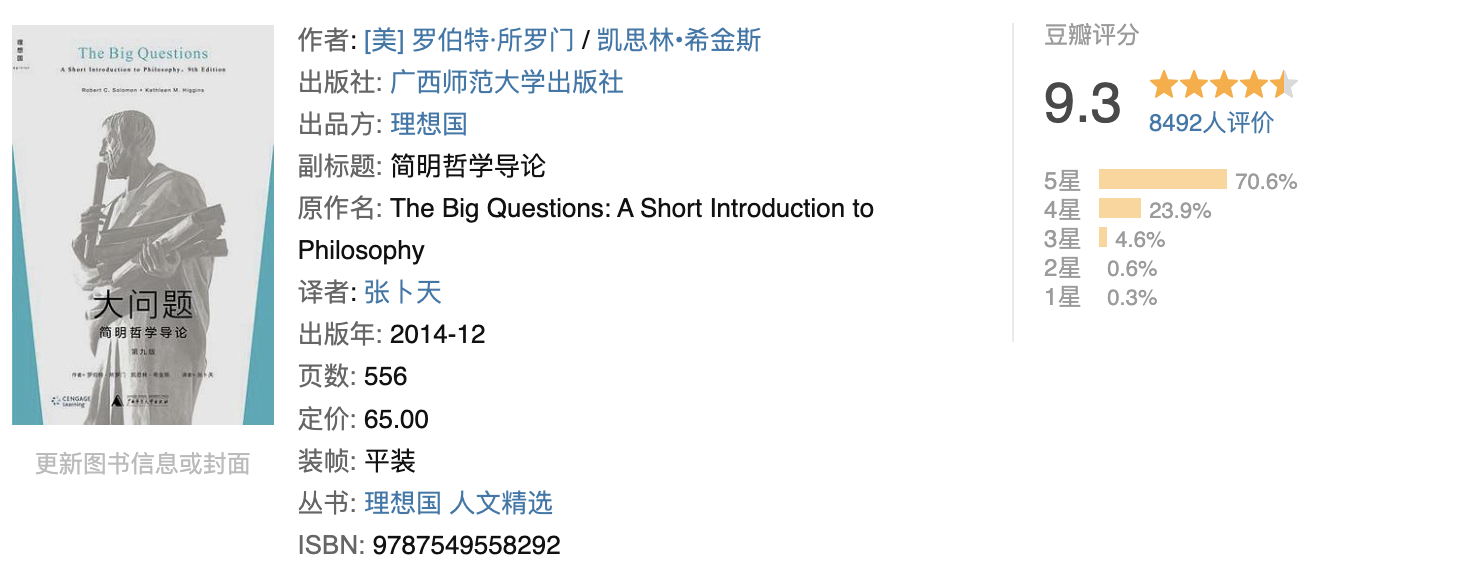 理想国
The Big Questions
A Short Introduction to Philosophy, 9th Edition
Robert C. Solomon • Kathleen M. Higgins
大问题
简明哲学导论
第九版
作者 罗伯特·所罗门 凯思林·希金斯 译者 张卜天
CENGAGE
Learning
更新图书信息或封面
作者: [美] 罗伯特·所罗门 / 凯思林·希金斯
出版社: 广西师范大学出版社
出品方: 理想国
副标题: 简明哲学导论
原作名: The Big Questions: A Short Introduction to
Philosophy
译者: 张卜天
出版年: 2014-12
页数: 556
定价: 65.00
装帧: 平装
丛书: 理想国 人文精选
ISBN: 9787549558292
豆瓣评分
9.3
8492人评价
5星 70.6%
4星 23.9%
3星 4.6%
2星 0.6%
1星 0.3%